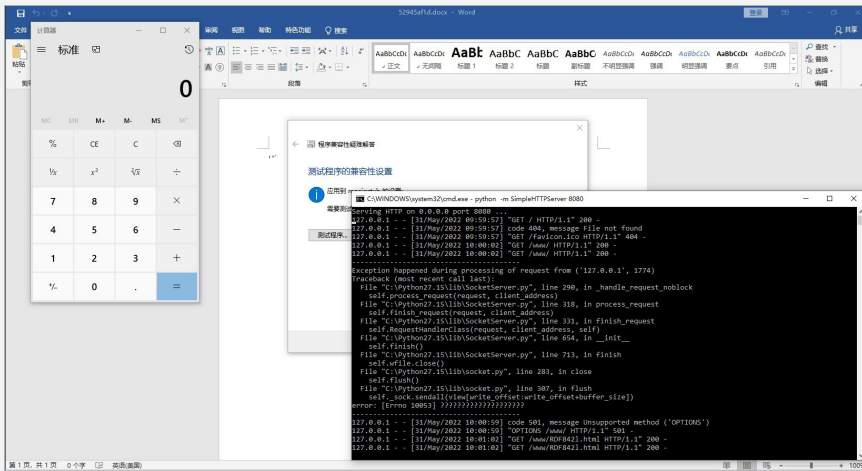 52945af1d.docx - Word
登录
文件
审阅
视图
帮助
特色功能
搜索
共享
计算器
标准
0
MC MR M+ M- MS M˅
% CE C
¹/x x² ²√x ÷
7 8 9 ×
4 5 6 −
1 2 3 +
+/− 0 . =
粘贴
段落
AaBbCcDc AaBbCcDc AaBb AaBbC AaBbC AaBbC AaBbCcDc AaBbCcDc AaBbCcDc AaBbCcDc AaBbCcDc
正文 无间隔 标题 1 标题 2 标题 副标题 不明显强调 强调 明显强调 要点 引用
样式
查找
替换
选择
编辑
程序兼容性疑难解答
测试程序的兼容性设置
应用到
需要测试
测试程序...
C:\WINDOWS\system32\cmd.exe - python -m SimpleHTTPServer 8080
Serving HTTP on 0.0.0.0 port 8080 ...
127.0.0.1 - - [31/May/2022 09:59:57] "GET / HTTP/1.1" 200 -
127.0.0.1 - - [31/May/2022 09:59:57] code 404, message File not found
127.0.0.1 - - [31/May/2022 09:59:57] "GET /favicon.ico HTTP/1.1" 404 -
127.0.0.1 - - [31/May/2022 10:00:02] "GET /www/ HTTP/1.1" 200 -
127.0.0.1 - - [31/May/2022 10:00:02] "GET /www/ HTTP/1.1" 200 -
----------------------------------------
Exception happened during processing of request from ('127.0.0.1', 1774)
Traceback (most recent call last):
File "C:\Python27.15\lib\SocketServer.py", line 290, in _handle_request_noblock
self.process_request(request, client_address)
File "C:\Python27.15\lib\SocketServer.py", line 318, in process_request
self.finish_request(request, client_address)
File "C:\Python27.15\lib\SocketServer.py", line 331, in finish_request
self.RequestHandlerClass(request, client_address, self)
File "C:\Python27.15\lib\SocketServer.py", line 654, in __init__
self.finish()
File "C:\Python27.15\lib\SocketServer.py", line 713, in finish
self.wfile.close()
File "C:\Python27.15\lib\socket.py", line 283, in close
self.flush()
File "C:\Python27.15\lib\socket.py", line 307, in flush
self._sock.sendall(view[write_offset:write_offset+buffer_size])
error: [Errno 10053] ????????????????????
----------------------------------------
127.0.0.1 - - [31/May/2022 10:00:59] code 501, message Unsupported method ('OPTIONS')
127.0.0.1 - - [31/May/2022 10:00:59] "OPTIONS /www/ HTTP/1.1" 501 -
127.0.0.1 - - [31/May/2022 10:01:02] "GET /www/RDF842l.html HTTP/1.1" 200 -
127.0.0.1 - - [31/May/2022 10:01:02] "GET /www/RDF842l.html HTTP/1.1" 200 -
第 1 页, 共 1 页 0 个字 英语(美国)
100%